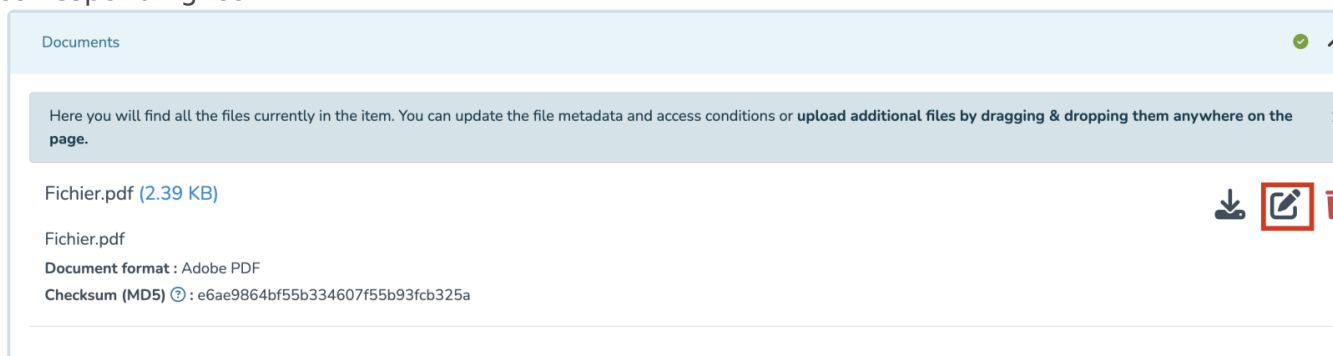 Documents
Here you will find all the files currently in the item. You can update the file metadata and access conditions or upload additional files by dragging & dropping them anywhere on the
page.
Fichier.pdf (2.39 KB)
Fichier.pdf
Document format : Adobe PDF
Checksum (MD5) ? : e6ae9864bf55b334607f55b93fcb325a